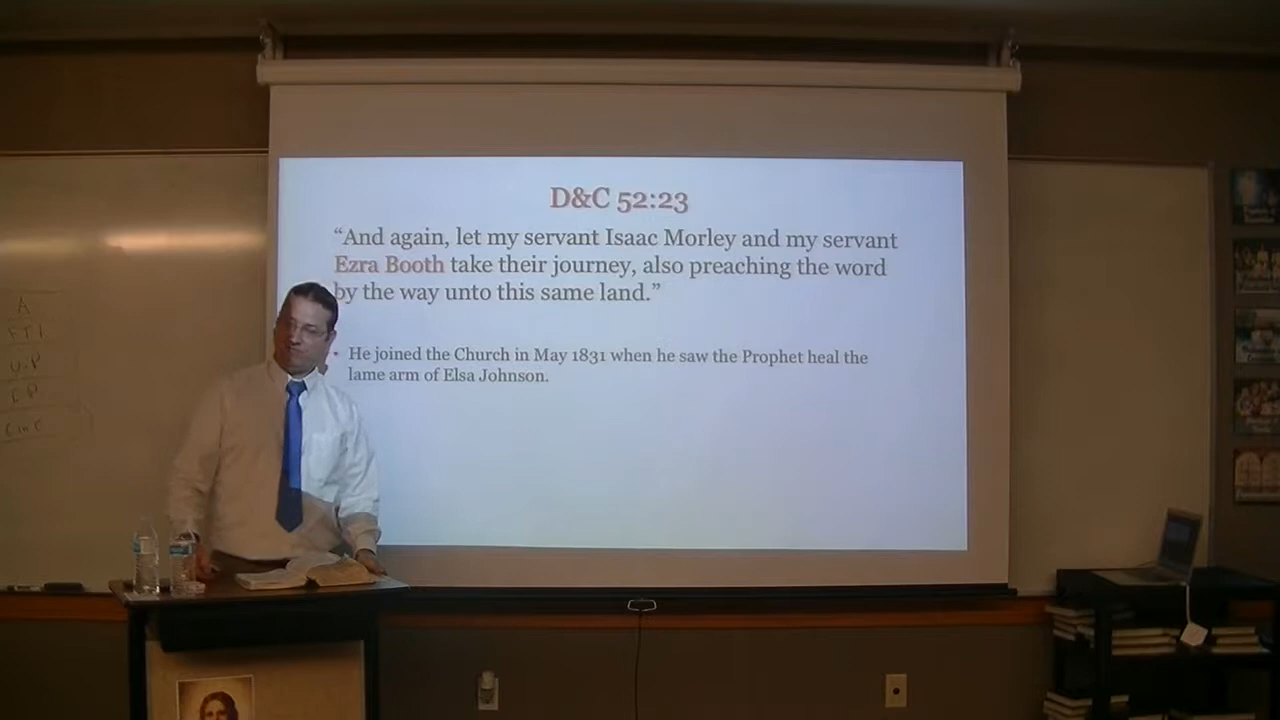 D&C 52:23
“And again, let my servant Isaac Morley and my servant
Ezra Booth take their journey, also preaching the word
by the way unto this same land.”
• He joined the Church in May 1831 when he saw the Prophet heal the
lame arm of Elsa Johnson.
A